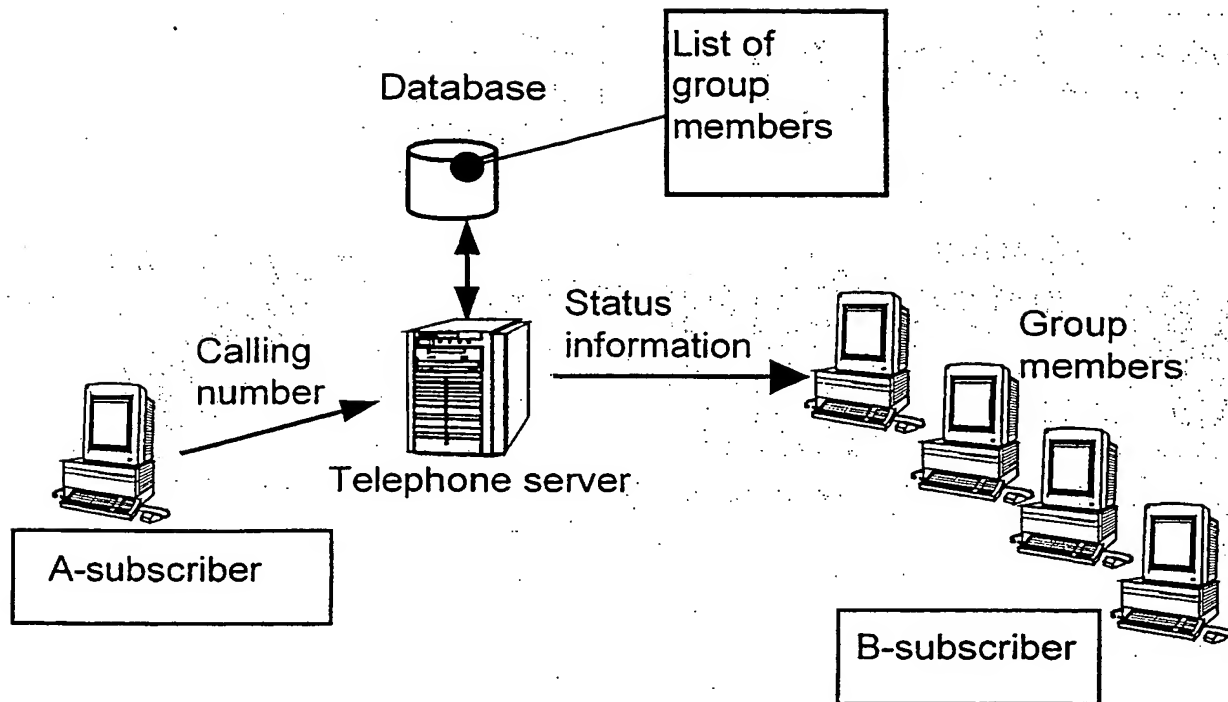 List of
group
members
Database
Status
information
Group
members
Calling
number
Telephone server
A-subscriber
B-subscriber